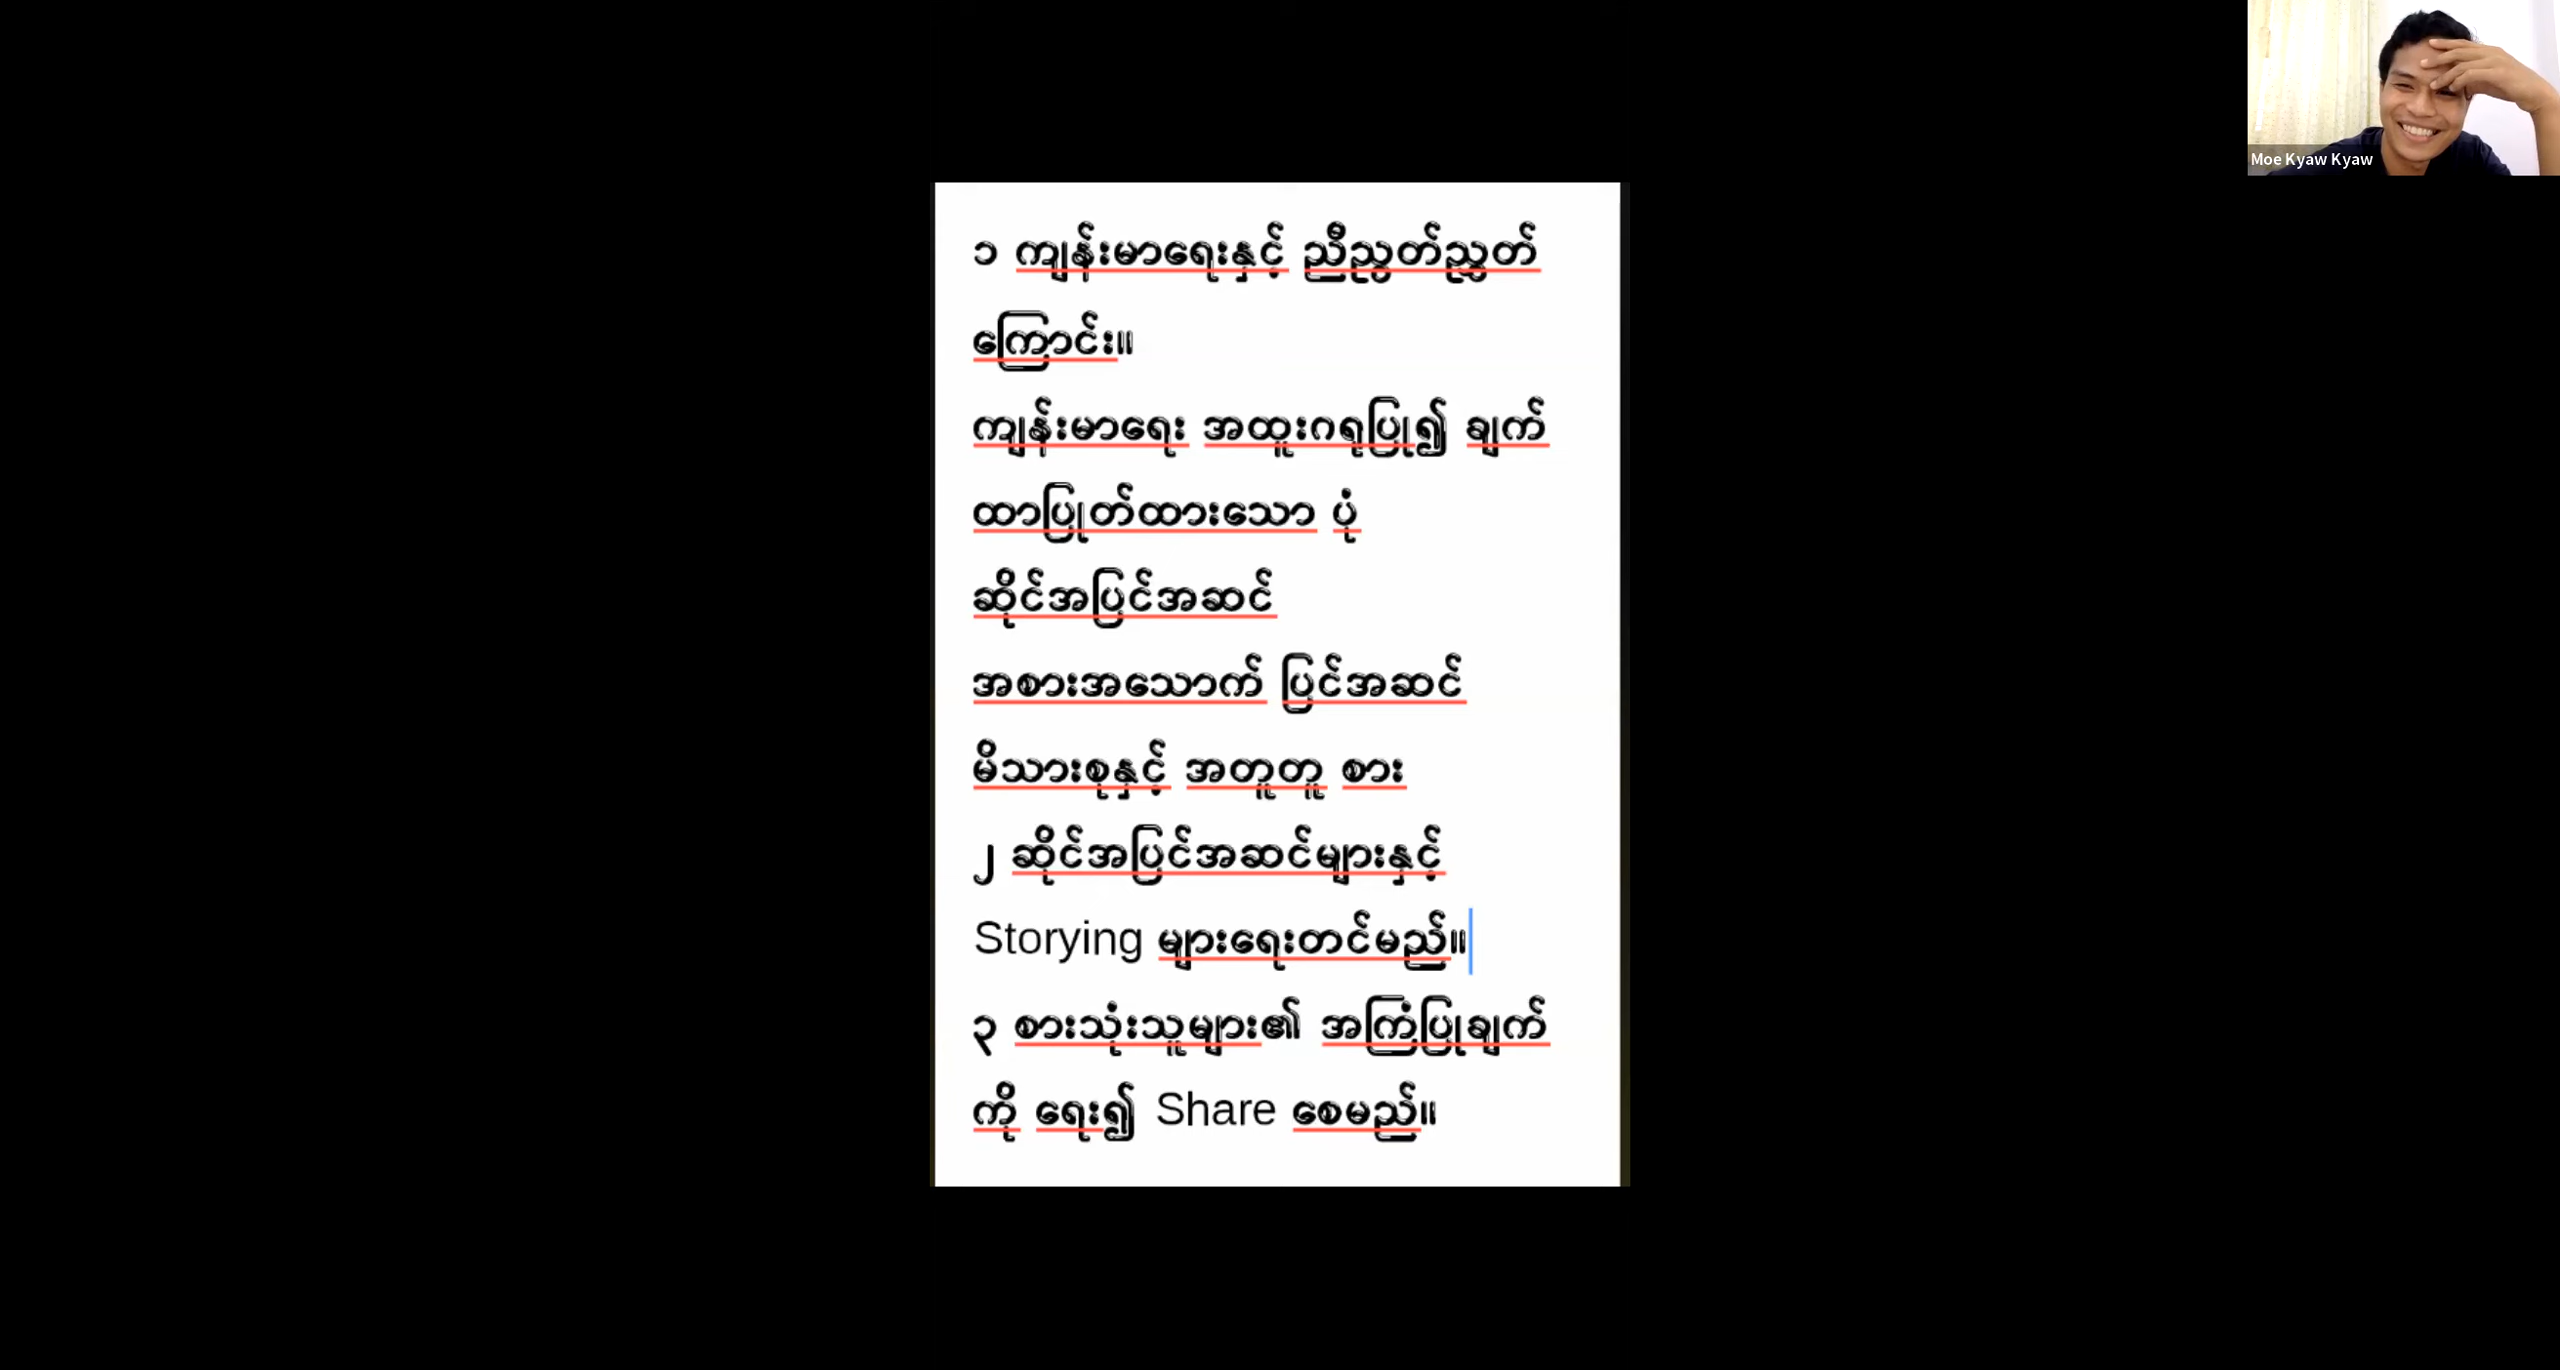 Moe Kyaw Kyaw
၁ ကျန်းမာရေးနှင့် ညီညွတ်ညွတ်
ကြောင်း။
ကျန်းမာရေး အထူးဂရုပြု၍ ချက်
ထာပြုတ်ထားသော ပုံ
ဆိုင်အပြင်အဆင်
အစားအသောက် ပြင်အဆင်
မိသားစုနှင့် အတူတူ စား
၂ ဆိုင်အပြင်အဆင်များနှင့်
Storying များရေးတင်မည်။
၃ စားသုံးသူများ၏ အကြံပြုချက်
ကို ရေး၍ Share စေမည်။